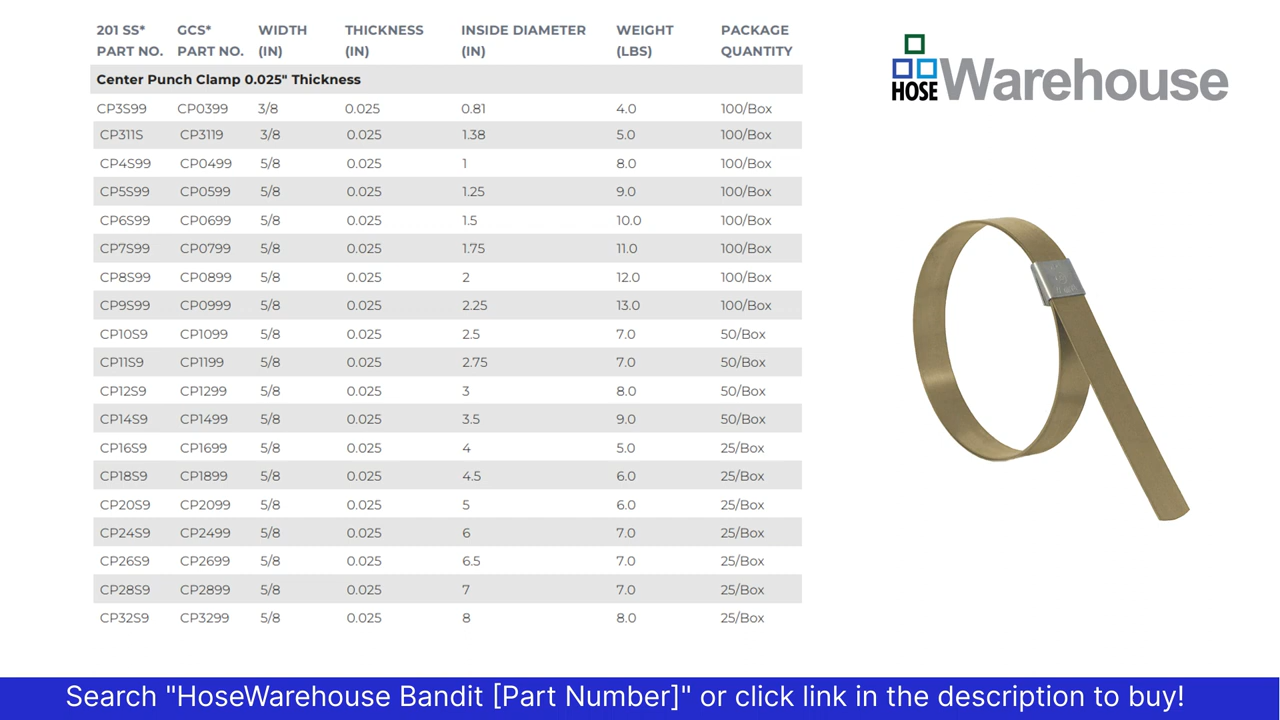 201 SS* GCS* WIDTH THICKNESS INSIDE DIAMETER WEIGHT PACKAGE
PART NO. PART NO. (IN) (IN) (IN) (LBS) QUANTITY
Center Punch Clamp 0.025" Thickness
CP3S99 CP0399 3/8 0.025 0.81 4.0 100/Box
CP311S CP3119 3/8 0.025 1.38 5.0 100/Box
CP4S99 CP0499 5/8 0.025 1 8.0 100/Box
CP5S99 CP0599 5/8 0.025 1.25 9.0 100/Box
CP6S99 CP0699 5/8 0.025 1.5 10.0 100/Box
CP7S99 CP0799 5/8 0.025 1.75 11.0 100/Box
CP8S99 CP0899 5/8 0.025 2 12.0 100/Box
CP9S99 CP0999 5/8 0.025 2.25 13.0 100/Box
CP10S9 CP1099 5/8 0.025 2.5 7.0 50/Box
CP11S9 CP1199 5/8 0.025 2.75 7.0 50/Box
CP12S9 CP1299 5/8 0.025 3 8.0 50/Box
CP14S9 CP1499 5/8 0.025 3.5 9.0 50/Box
CP16S9 CP1699 5/8 0.025 4 5.0 25/Box
CP18S9 CP1899 5/8 0.025 4.5 6.0 25/Box
CP20S9 CP2099 5/8 0.025 5 6.0 25/Box
CP24S9 CP2499 5/8 0.025 6 7.0 25/Box
CP26S9 CP2699 5/8 0.025 6.5 7.0 25/Box
CP28S9 CP2899 5/8 0.025 7 7.0 25/Box
CP32S9 CP3299 5/8 0.025 8 8.0 25/Box
HOSE Warehouse
Search "HoseWarehouse Bandit [Part Number]" or click link in the description to buy!